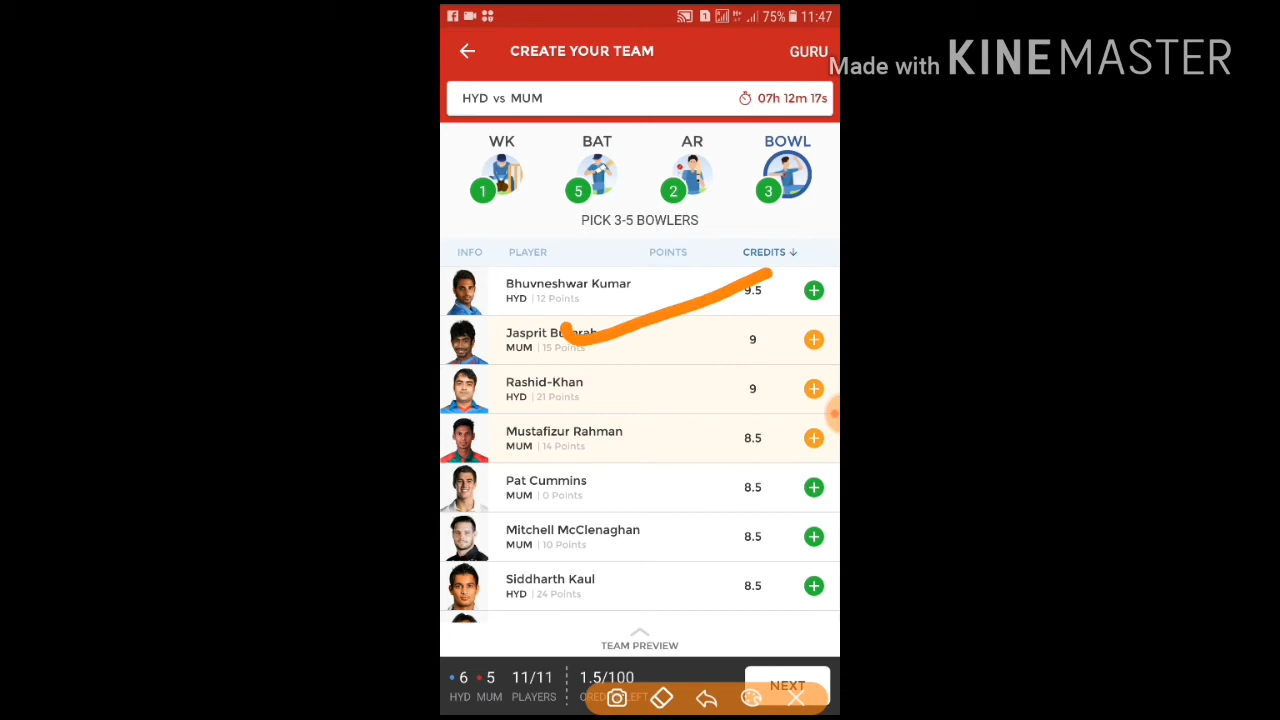 75% 11:47
CREATE YOUR TEAM GURU
Made with KINEMASTER
HYD vs MUM 07h 12m 17s
WK BAT AR BOWL
1 5 2 3
PICK 3-5 BOWLERS
INFO PLAYER POINTS CREDITS
Bhuvneshwar Kumar 9.5
HYD | 12 Points
Jasprit Bumrah 9
MUM | 15 Points
Rashid-Khan 9
HYD | 21 Points
Mustafizur Rahman 8.5
MUM | 14 Points
Pat Cummins 8.5
MUM | 0 Points
Mitchell McClenaghan 8.5
MUM | 10 Points
Siddharth Kaul 8.5
HYD | 24 Points
TEAM PREVIEW
6 5 11/11 1.5/100 NEXT
HYD MUM PLAYERS